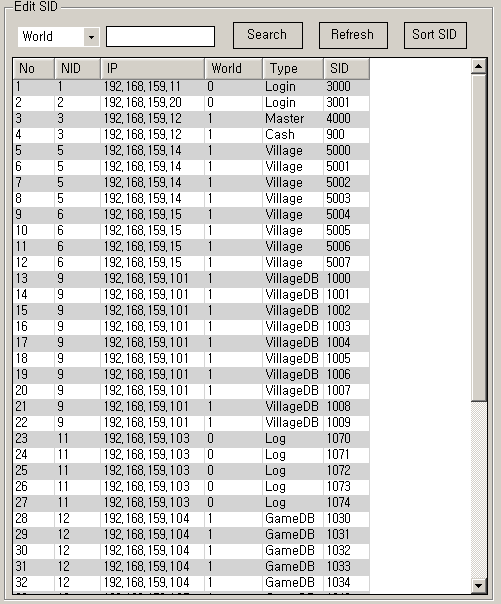 Edit SID
World Search Refresh Sort SID
No NID IP World Type SID
1 1 192,168,159,11 0 Login 3000
2 2 192,168,159,20 0 Login 3001
3 3 192,168,159,12 1 Master 4000
4 3 192,168,159,12 1 Cash 900
5 5 192,168,159,14 1 Village 5000
6 5 192,168,159,14 1 Village 5001
7 5 192,168,159,14 1 Village 5002
8 5 192,168,159,14 1 Village 5003
9 6 192,168,159,15 1 Village 5004
10 6 192,168,159,15 1 Village 5005
11 6 192,168,159,15 1 Village 5006
12 6 192,168,159,15 1 Village 5007
13 9 192,168,159,101 1 VillageDB 1000
14 9 192,168,159,101 1 VillageDB 1001
15 9 192,168,159,101 1 VillageDB 1002
16 9 192,168,159,101 1 VillageDB 1003
17 9 192,168,159,101 1 VillageDB 1004
18 9 192,168,159,101 1 VillageDB 1005
19 9 192,168,159,101 1 VillageDB 1006
20 9 192,168,159,101 1 VillageDB 1007
21 9 192,168,159,101 1 VillageDB 1008
22 9 192,168,159,101 1 VillageDB 1009
23 11 192,168,159,103 0 Log 1070
24 11 192,168,159,103 0 Log 1071
25 11 192,168,159,103 0 Log 1072
26 11 192,168,159,103 0 Log 1073
27 11 192,168,159,103 0 Log 1074
28 12 192,168,159,104 1 GameDB 1030
29 12 192,168,159,104 1 GameDB 1031
30 12 192,168,159,104 1 GameDB 1032
31 12 192,168,159,104 1 GameDB 1033
32 12 192,168,159,104 1 GameDB 1034